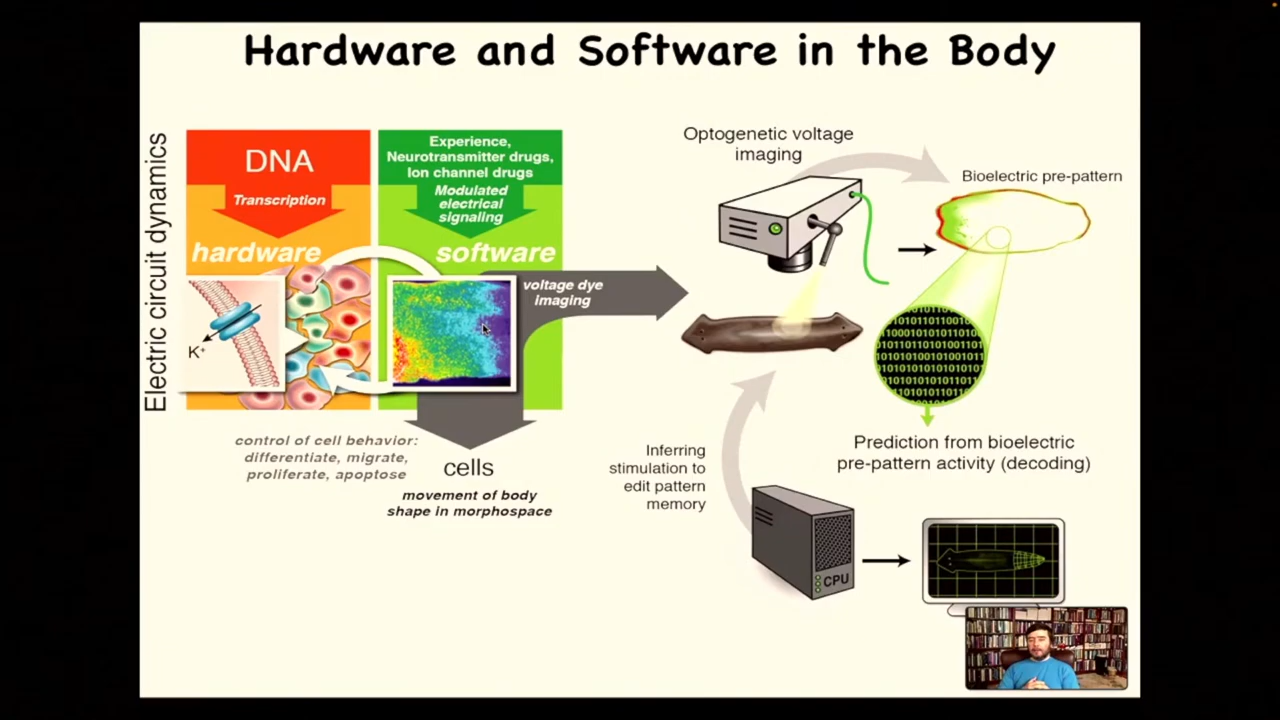 Hardware and Software in the Body
Electric circuit dynamics
DNA
Transcription
hardware
K+
Experience,
Neurotransmitter drugs,
Ion channel drugs
Modulated
electrical
signaling
software
voltage dye
imaging
control of cell behavior:
differentiate, migrate,
proliferate, apoptose
cells
movement of body
shape in morphospace
Optogenetic voltage
imaging
Bioelectric pre-pattern
Prediction from bioelectric
pre-pattern activity (decoding)
Inferring
stimulation to
edit pattern
memory
CPU